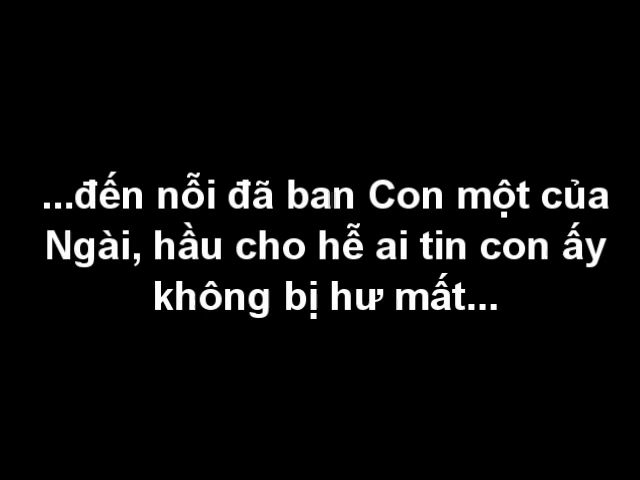 ...đến nỗi đã ban Con một của
Ngài, hầu cho hễ ai tin con ấy
không bị hư mất...